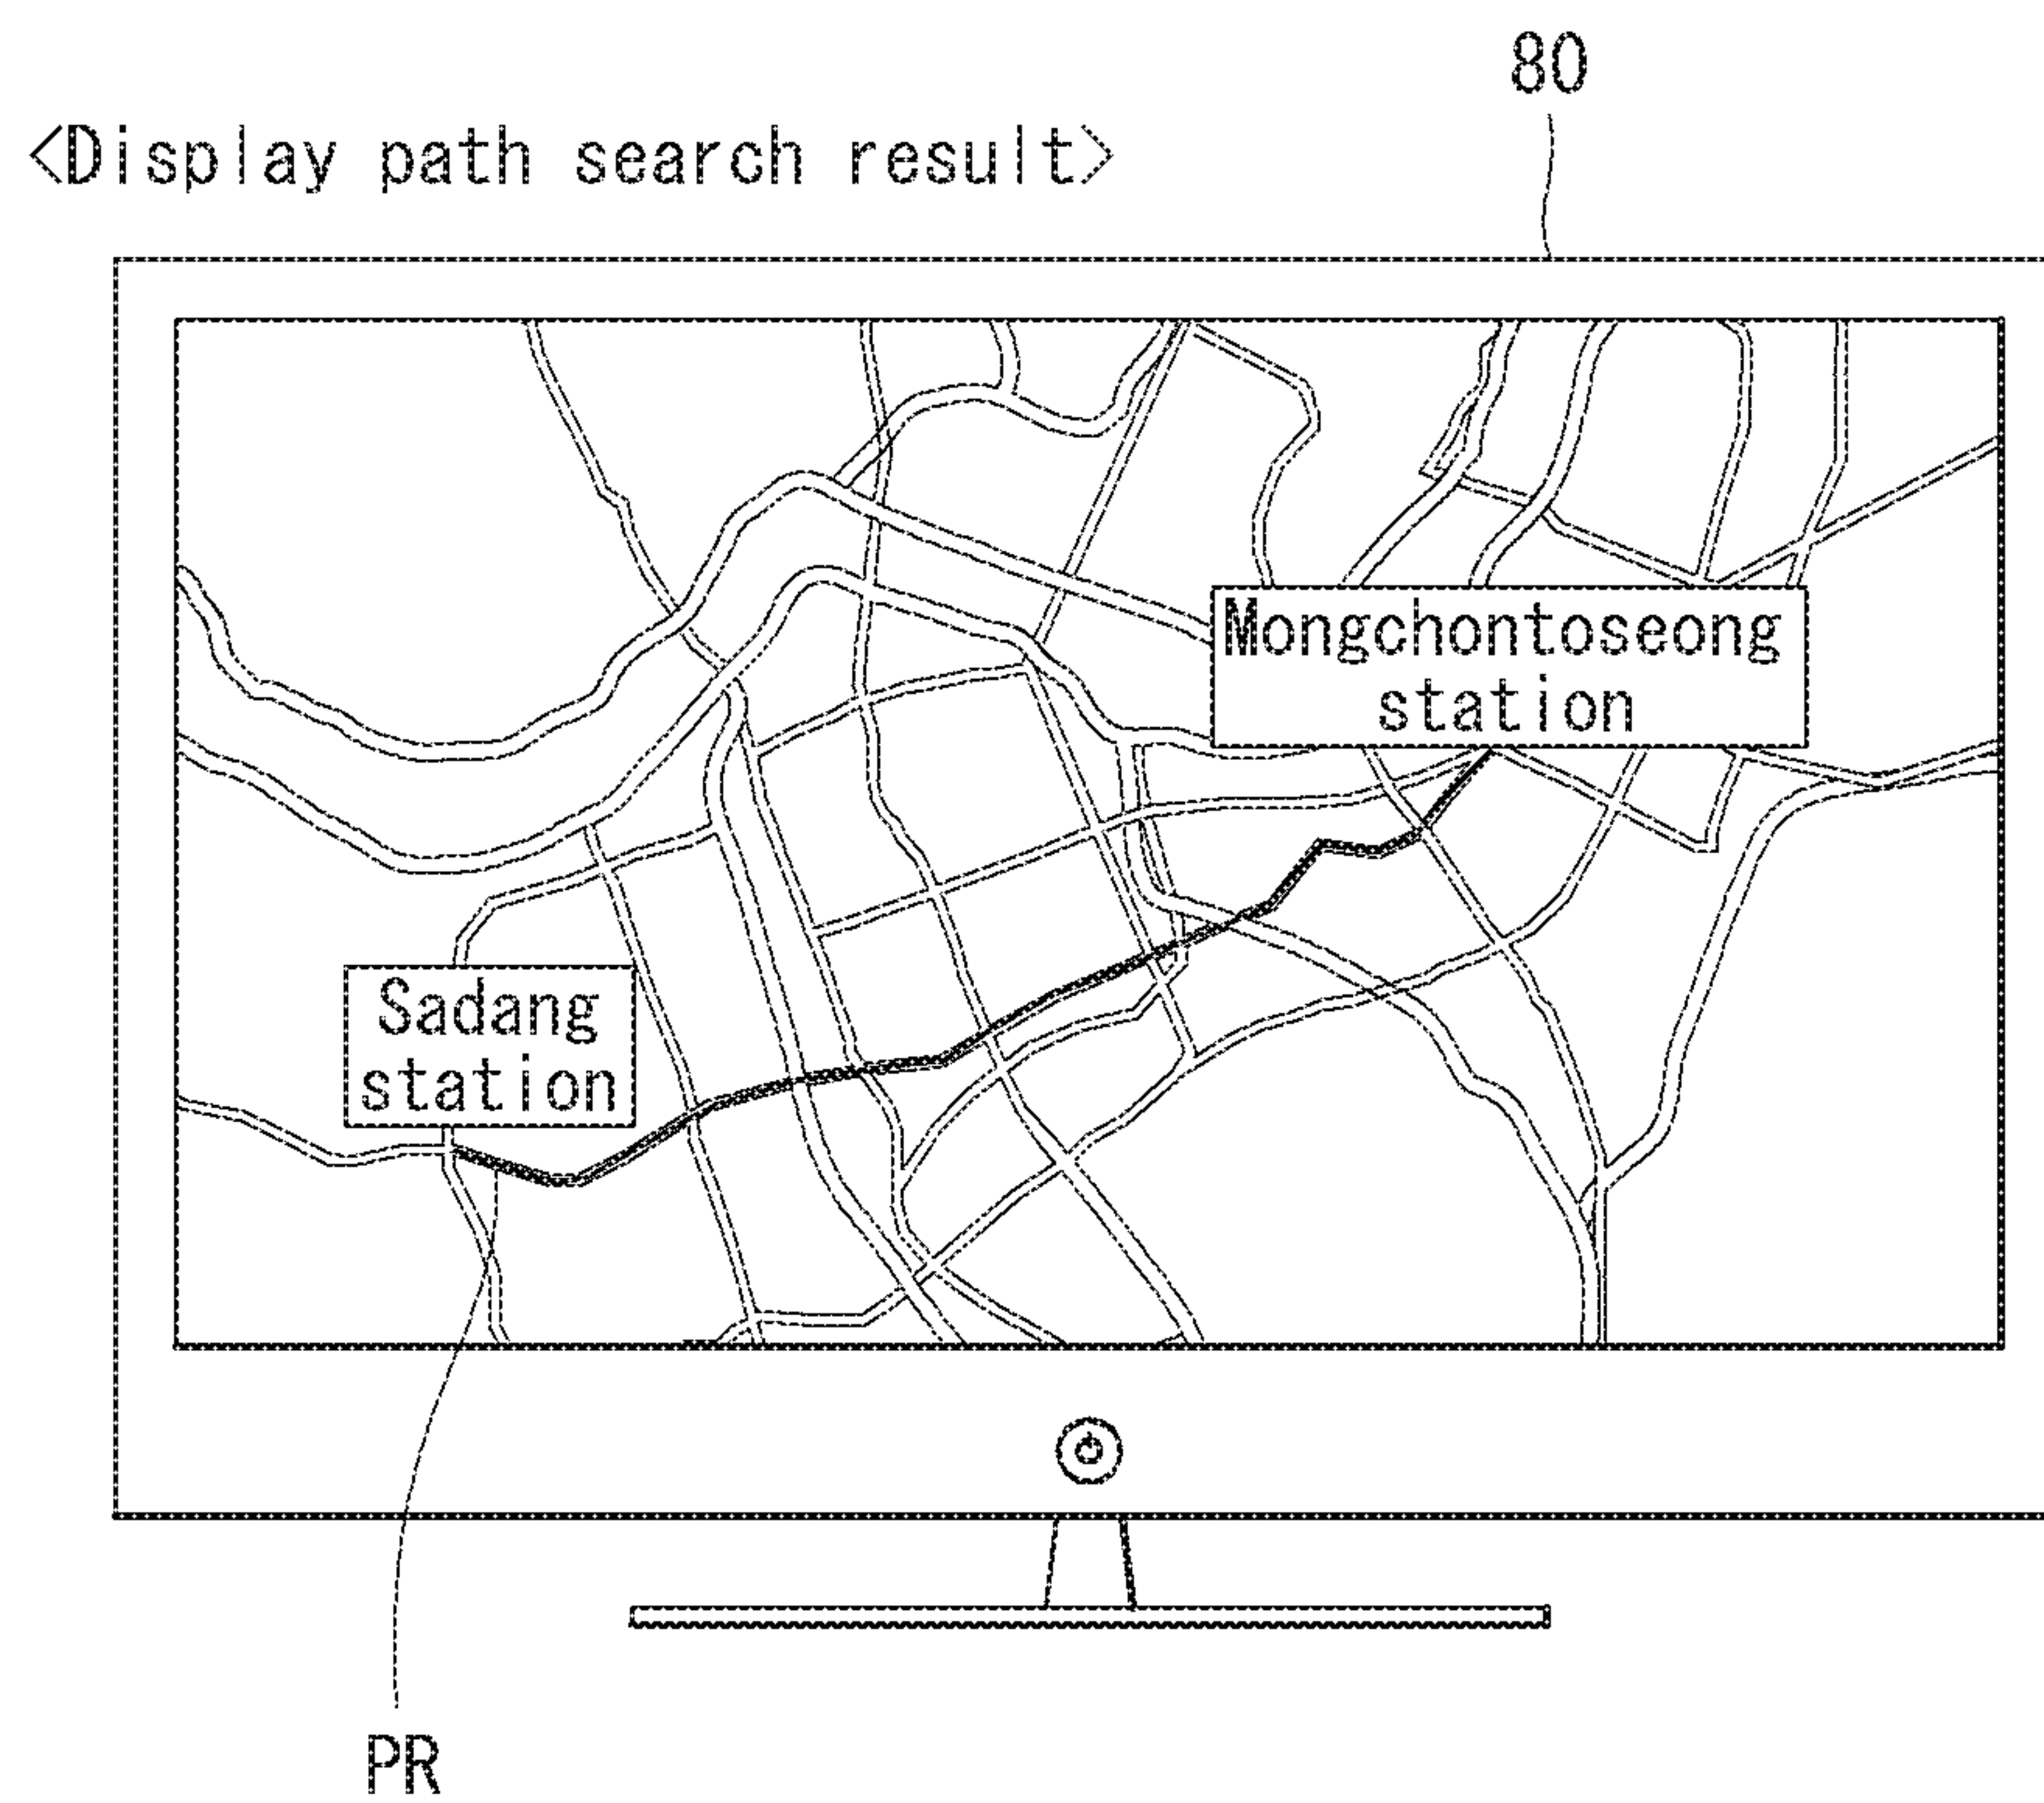 80
<Display path search result>
Mongchontoseong
station
Sadang
station
PR